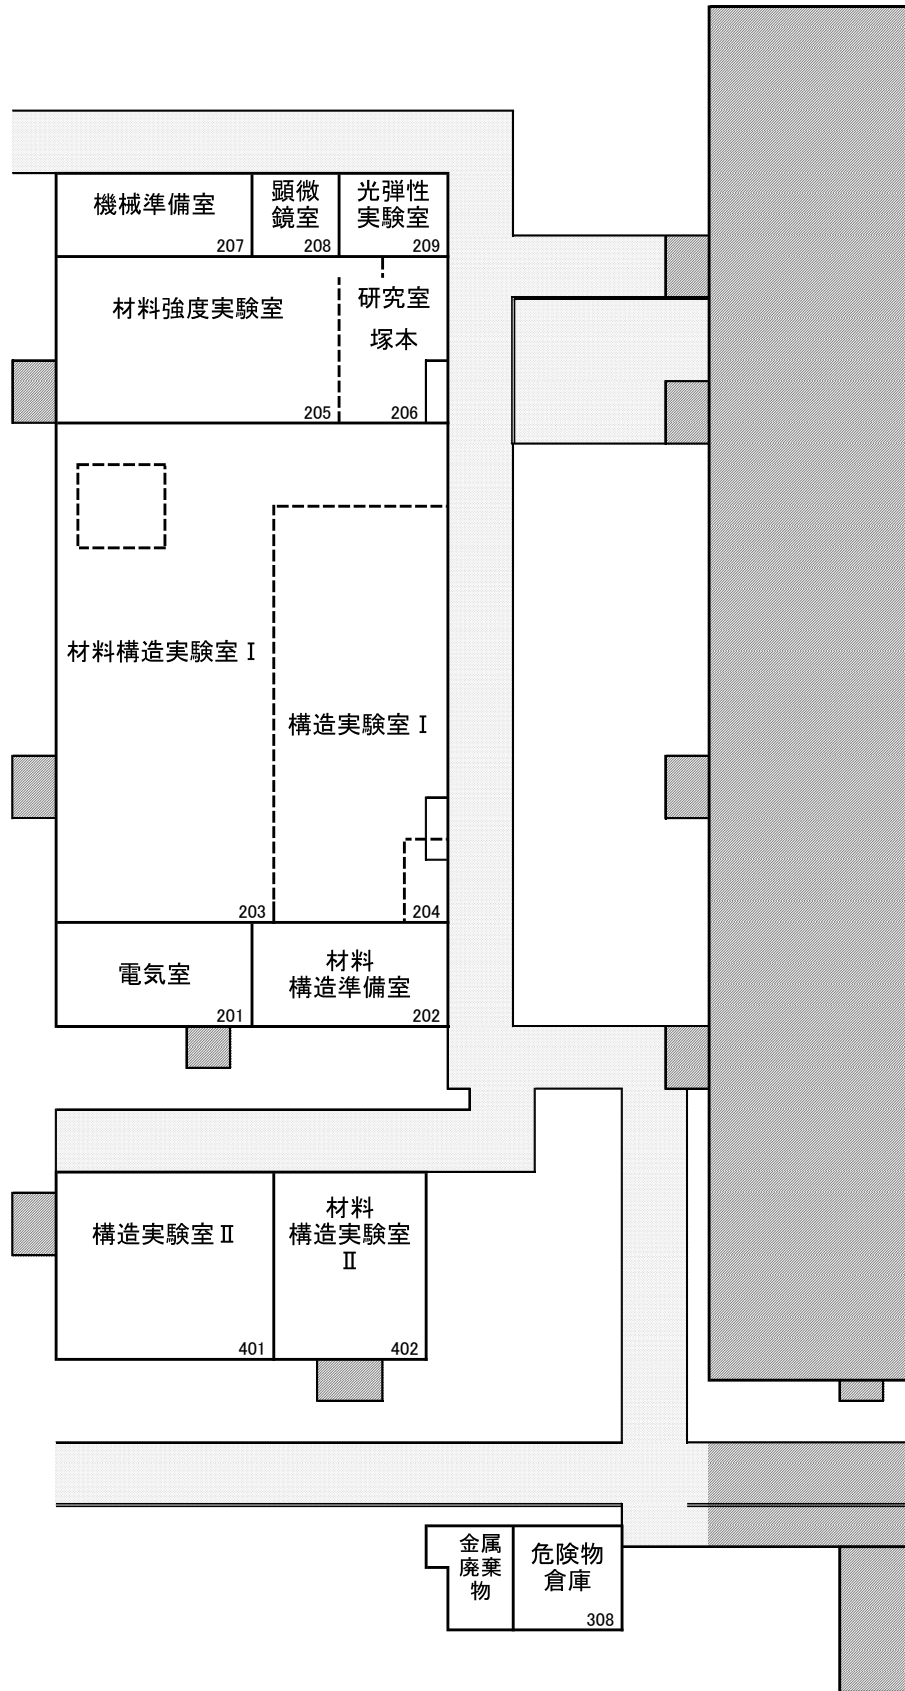 機械準備室
207
顕微
鏡室
208
光弾性
実験室
209
材料強度実験室
205
研究室
塚本
206
材料構造実験室Ⅰ
203
構造実験室Ⅰ
204
電気室
201
材料
構造準備室
202
構造実験室Ⅱ
401
材料
構造実験室
Ⅱ
402
金属
廃棄
物
危険物
倉庫
308